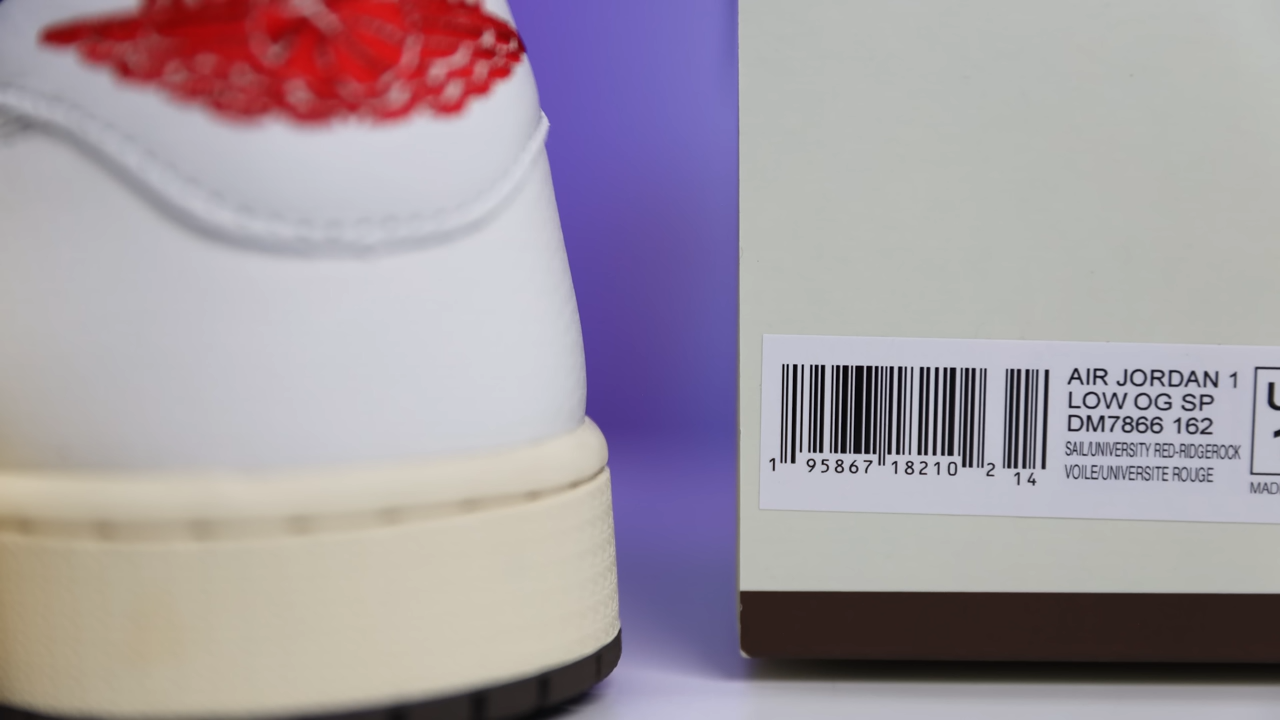 AIR JORDAN 1
LOW OG SP
DM7866 162
SAIL/UNIVERSITY RED-RIDGEROCK
VOILE/UNIVERSITE ROUGE
1 95867 18210 2 14
U
MADE